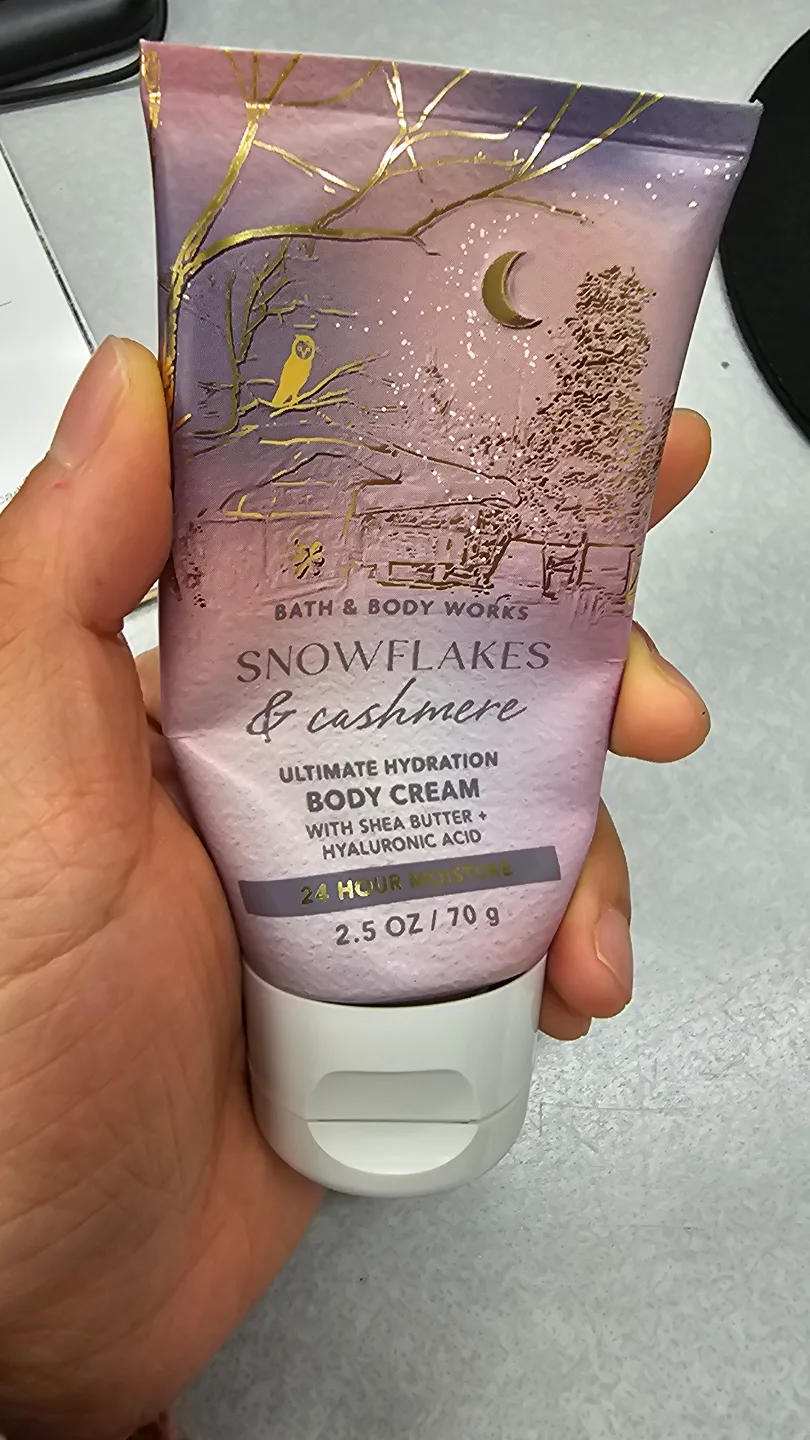 BATH & BODY WORKS
SNOWFLAKES
& cashmere
ULTIMATE HYDRATION
BODY CREAM
WITH SHEA BUTTER +
HYALURONIC ACID
24 HOUR MOISTURE
2.5 OZ / 70 g